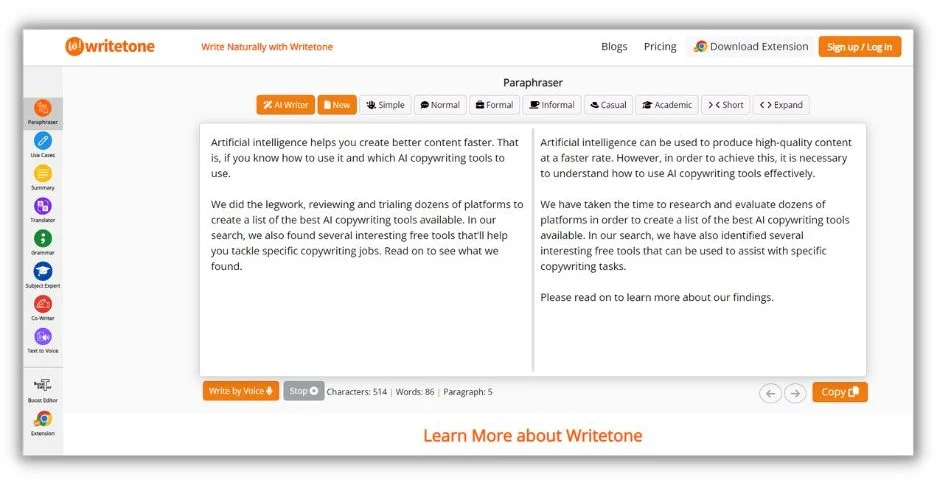 writetone
Write Naturally with Writetone
Blogs
Pricing
Download Extension
Sign up / Log in
Paraphraser
AI Writer
New
Simple
Normal
Formal
Informal
Casual
Academic
Short
Expand
Paraphraser
Use Cases
Summary
Translator
Grammar
Subject Expert
Co-Writer
Text to Voice
Boost Editor
Extension
Artificial intelligence helps you create better content faster. That
is, if you know how to use it and which AI copywriting tools to
use.
We did the legwork, reviewing and trialing dozens of platforms to
create a list of the best AI copywriting tools available. In our
search, we also found several interesting free tools that'll help
you tackle specific copywriting jobs. Read on to see what we
found.
Artificial intelligence can be used to produce high-quality content
at a faster rate. However, in order to achieve this, it is necessary
to understand how to use AI copywriting tools effectively.
We have taken the time to research and evaluate dozens of
platforms in order to create a list of the best AI copywriting tools
available. In our search, we have also identified several
interesting free tools that can be used to assist with specific
copywriting tasks.
Please read on to learn more about our findings.
Write by Voice
Stop
Characters: 514 | Words: 86 | Paragraph: 5
Copy
Learn More about Writetone